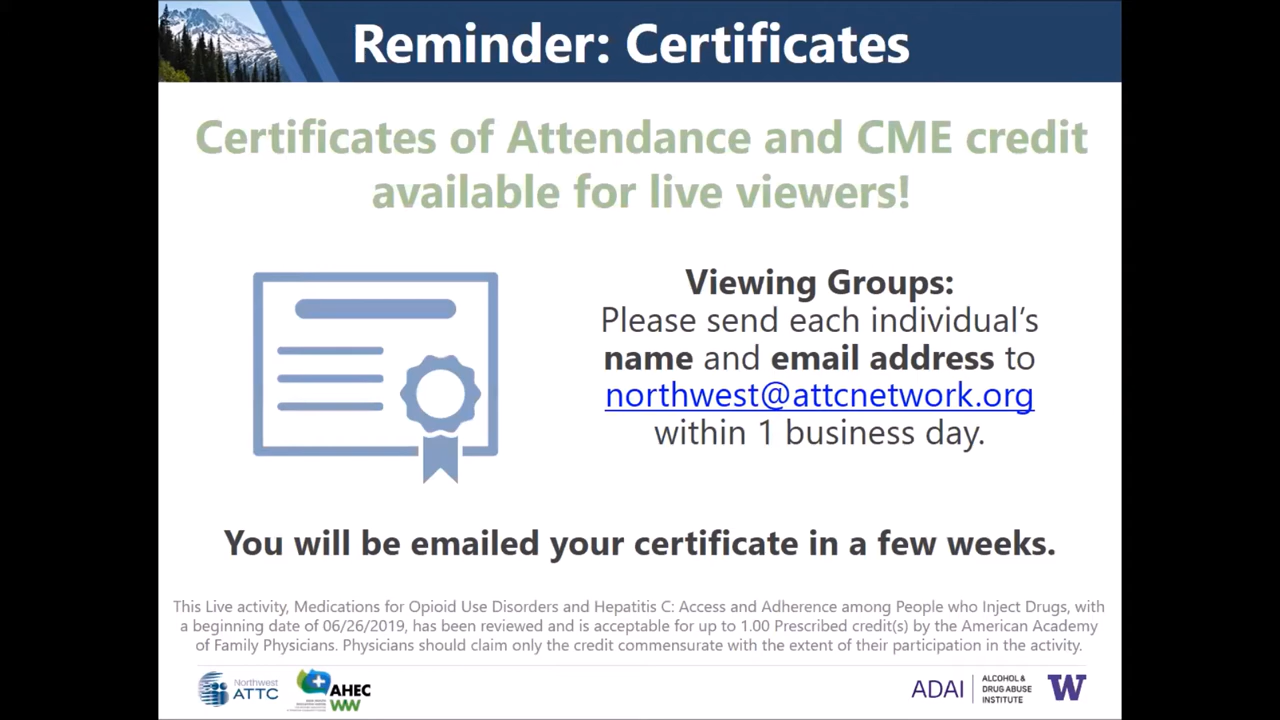 Reminder: Certificates
Certificates of Attendance and CME credit
available for live viewers!
Viewing Groups:
Please send each individual's
name and email address to
northwest@attcnetwork.org
within 1 business day.
You will be emailed your certificate in a few weeks.
This Live activity, Medications for Opioid Use Disorders and Hepatitis C: Access and Adherence among People who Inject Drugs, with
a beginning date of 06/26/2019, has been reviewed and is acceptable for up to 1.00 Prescribed credit(s) by the American Academy
of Family Physicians. Physicians should claim only the credit commensurate with the extent of their participation in the activity.
Northwest
ATTC
AHEC
WW
ADAI
ALCOHOL &
DRUG ABUSE
INSTITUTE
W